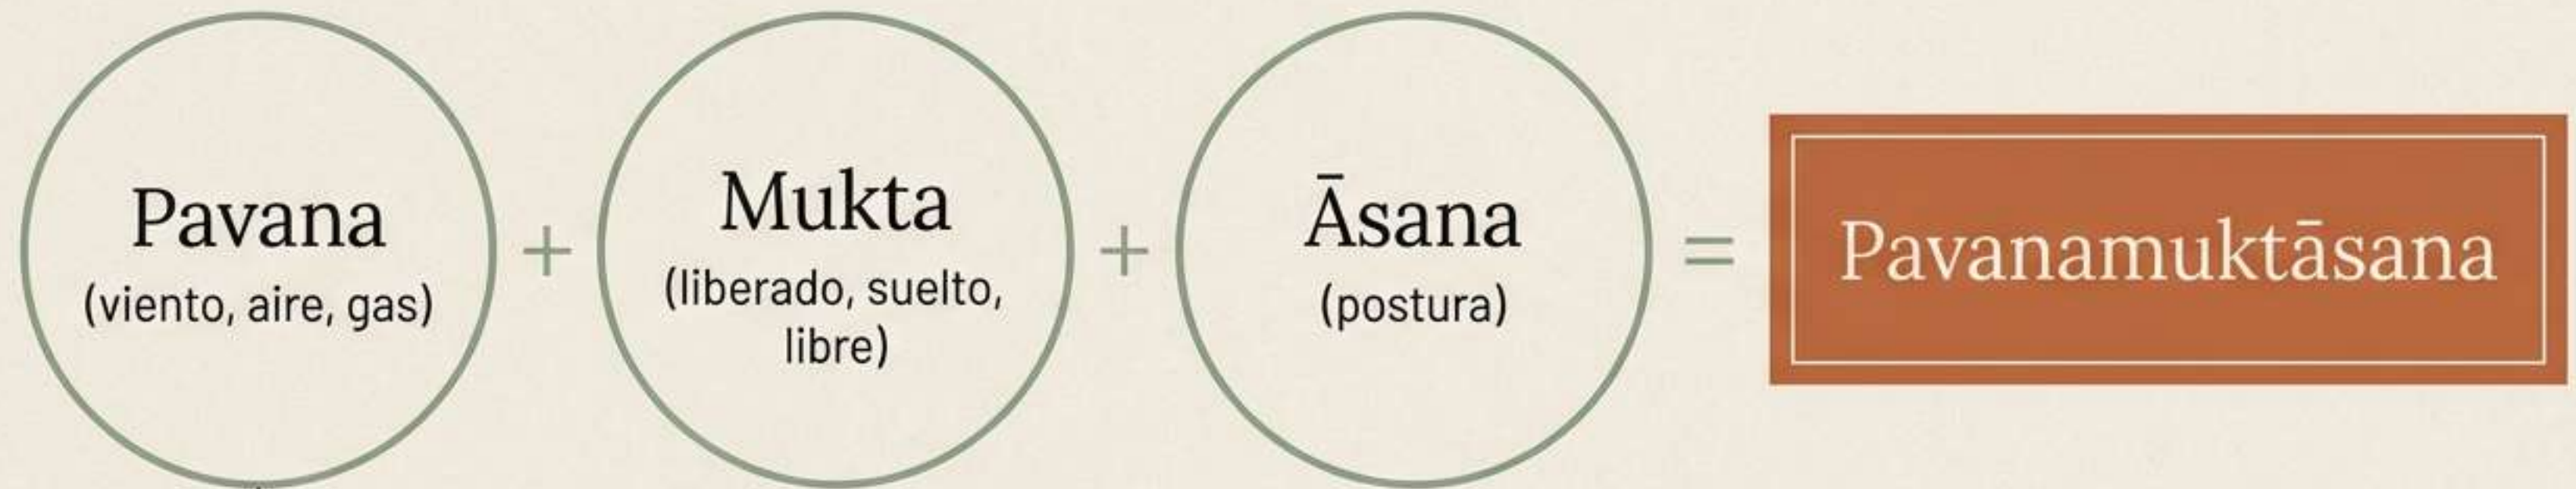 Pavana
(viento, aire, gas)
+
Mukta
(liberado, suelto,
libre)
+
Āsana
(postura)
=
Pavanamuktāsana